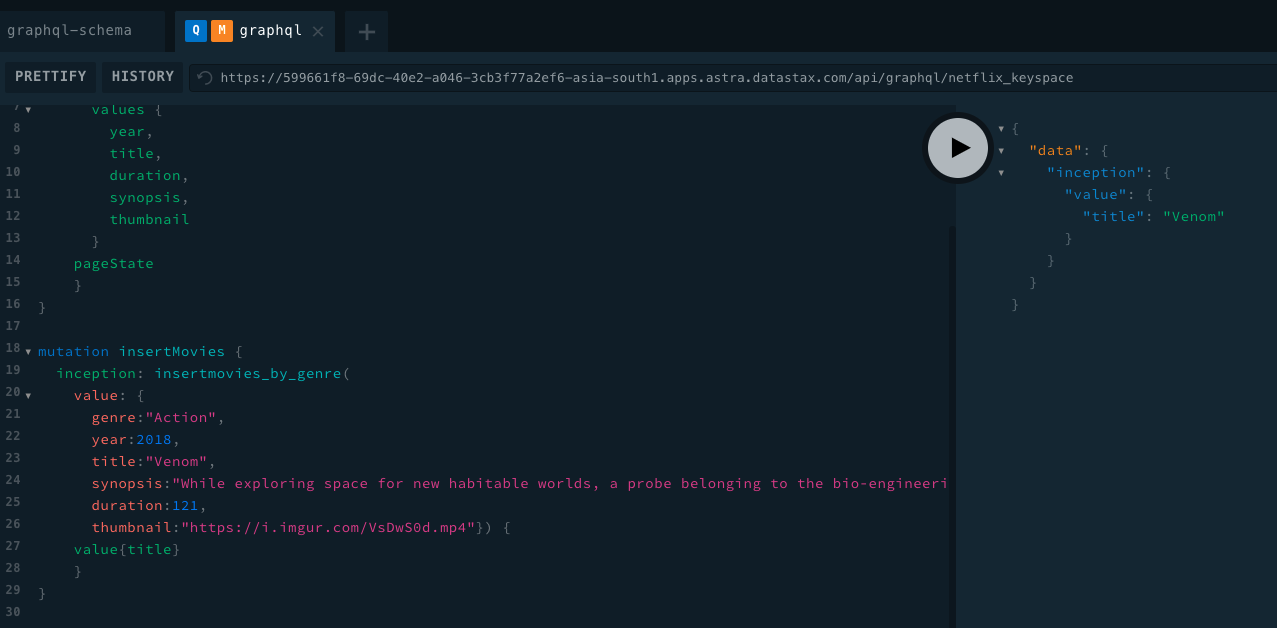 graphql-schema
Q M graphql ×
PRETTIFY HISTORY https://599661f8-69dc-40e2-a046-3cb3f77a2ef6-asia-south1.apps.astra.datastax.com/api/graphql/netflix_keyspace
7 values {
8 year,
9 title,
10 duration,
11 synopsis,
12 thumbnail
13 }
14 pageState
15 }
16 }
17
18 mutation insertMovies {
19 inception: insertmovies_by_genre(
20 value: {
21 genre:"Action",
22 year:2018,
23 title:"Venom",
24 synopsis:"While exploring space for new habitable worlds, a probe belonging to the bio-engineeri
25 duration:121,
26 thumbnail:"https://i.imgur.com/VsDwS0d.mp4"}) {
27 value{title}
28 }
29 }
30
{
"data": {
"inception": {
"value": {
"title": "Venom"
}
}
}
}